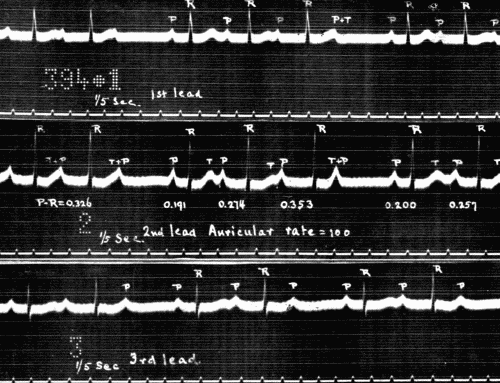 P R P R P R P+T P R P R
394•1
1/5 Sec. 1st lead
R R R R R R R
T+P T+P P T P T P T+P P T P
P-R=0.326 0.191 0.274 0.353 0.200 0.257
2
1/5 Sec. 2nd lead Auricular rate=100
R R R R
P P P P P P P P
3
1/5 Sec 3rd lead